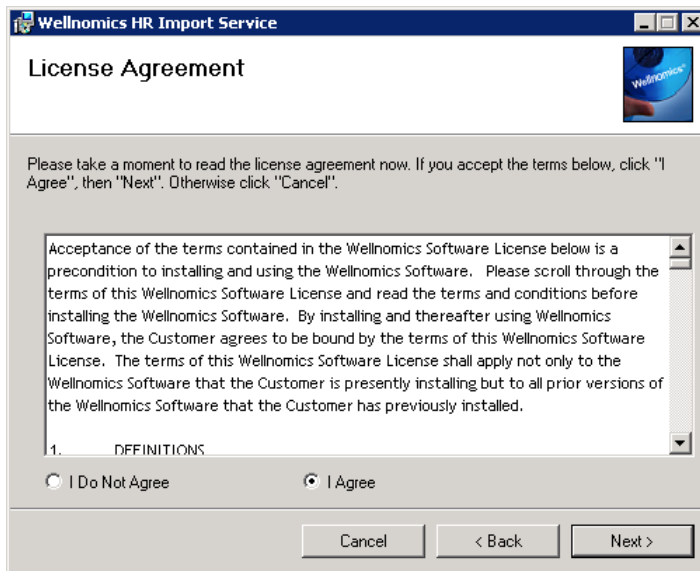 Wellnomics HR Import Service
License Agreement
Wellnomics
Please take a moment to read the license agreement now. If you accept the terms below, click "I
Agree", then "Next". Otherwise click "Cancel".
Acceptance of the terms contained in the Wellnomics Software License below is a
precondition to installing and using the Wellnomics Software.  Please scroll through the
terms of this Wellnomics Software License and read the terms and conditions before
installing the Wellnomics Software.  By installing and thereafter using Wellnomics
Software, the Customer agrees to be bound by the terms of this Wellnomics Software
License.  The terms of this Wellnomics Software License shall apply not only to the
Wellnomics Software that the Customer is presently installing but to all prior versions of
the Wellnomics Software that the Customer has previously installed.
1. DEFINITIONS
I Do Not Agree I Agree
Cancel < Back Next >